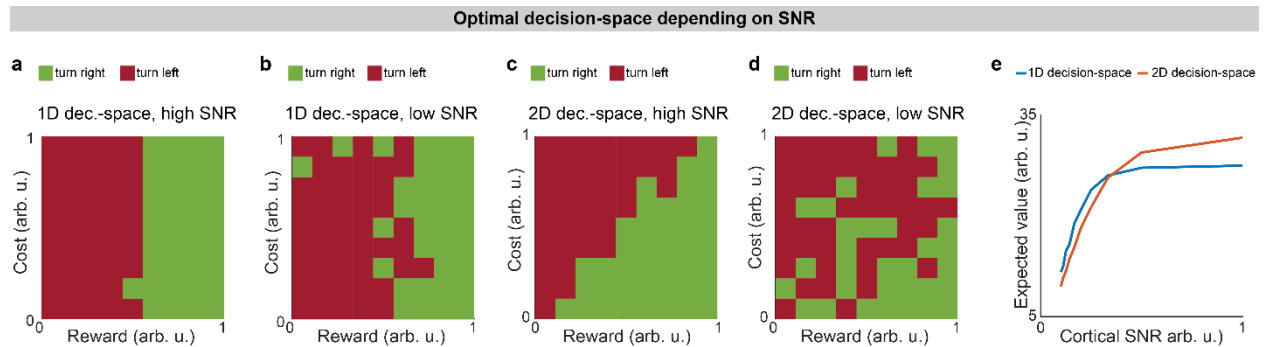 Optimal decision-space depending on SNR
a turn right turn left
1D dec.-space, high SNR
1
Cost (arb. u.)
0
0 1
Reward (arb. u.)
b turn right turn left
1D dec.-space, low SNR
1
Cost (arb. u.)
0
0 1
Reward (arb. u.)
c turn right turn left
2D dec.-space, high SNR
1
Cost (arb. u.)
0
0 1
Reward (arb. u.)
d turn right turn left
2D dec.-space, low SNR
1
Cost (arb. u.)
0
0 1
Reward (arb. u.)
e 1D decision-space 2D decision-space
35
Expected value (arb. u.)
5
0 1
Cortical SNR arb. u.)